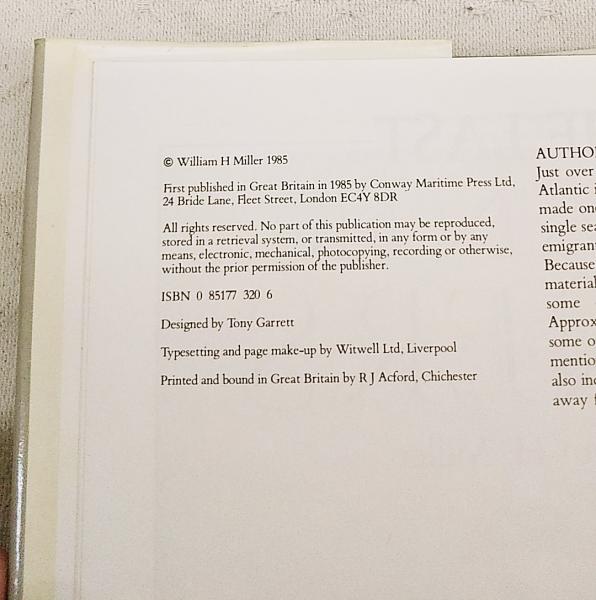 © William H Miller 1985
First published in Great Britain in 1985 by Conway Maritime Press Ltd,
24 Bride Lane, Fleet Street, London EC4Y 8DR
All rights reserved. No part of this publication may be reproduced,
stored in a retrieval system, or transmitted, in any form or by any
means, electronic, mechanical, photocopying, recording or otherwise,
without the prior permission of the publisher.
ISBN 0 85177 320 6
Designed by Tony Garrett
Typesetting and page make-up by Witwell Ltd, Liverpool
Printed and bound in Great Britain by R J Acford, Chichester
AUTHO
Just over
Atlantic i
made one
single sea
emigrant
Because
material
some
Approx
some o
mentio
also inc
away f